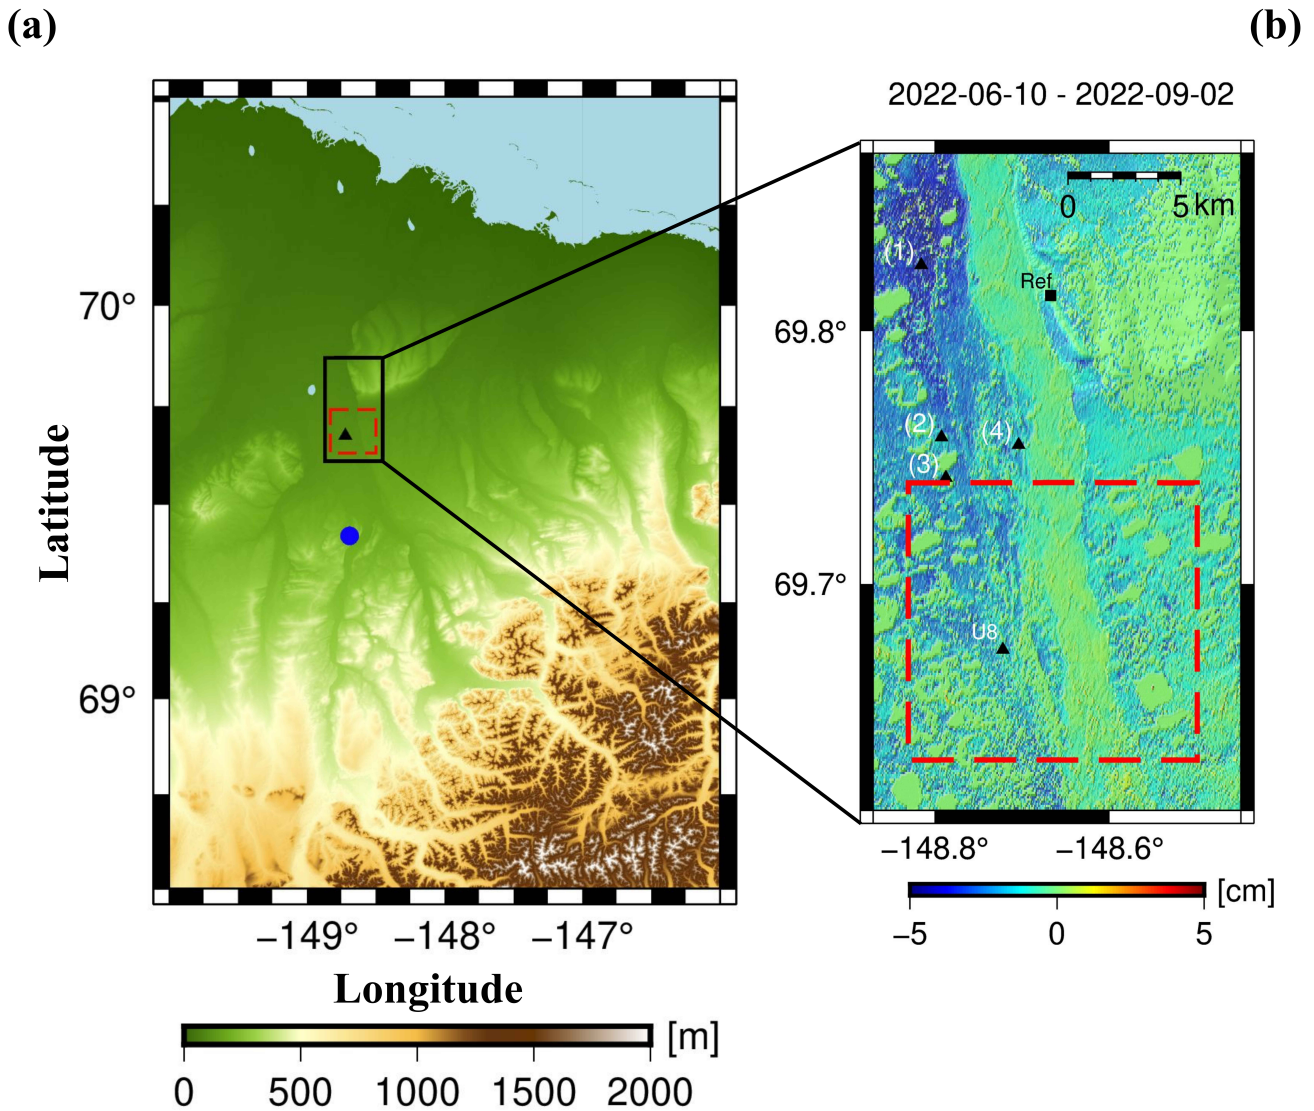 (a)
(b)
2022-06-10 - 2022-09-02
0 5 km
(1)
Ref
70°
69.8°
(2)
(4)
(3)
Latitude
69.7°
U8
69°
−148.8° −148.6°
[cm]
−5 0 5
−149° −148° −147°
Longitude
[m]
0 500 1000 1500 2000